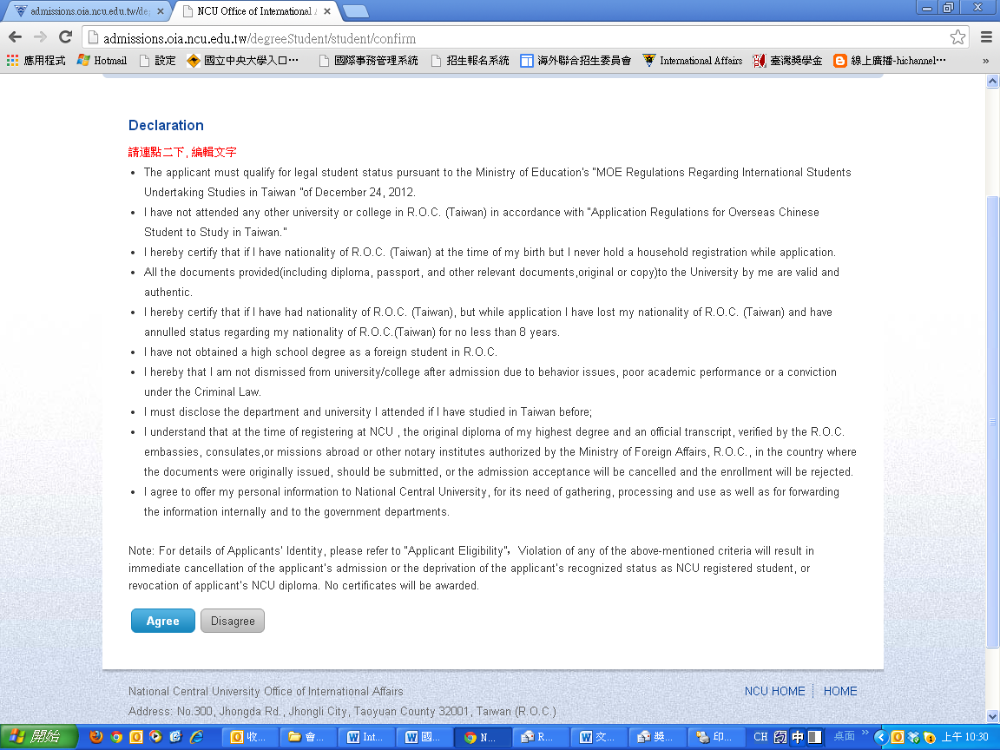 admissions.oia.ncu.edu.tw/de
NCU Office of International
admissions.oia.ncu.edu.tw/degreeStudent/student/confirm
應用程式 Hotmail 設定 國立中央大學入口… 國際事務管理系統 招生報名系統 海外聯合招生委員會 International Affairs 臺灣獎學金 線上廣播-hichannel… »
Declaration
請連點二下, 編輯文字
• The applicant must qualify for legal student status pursuant to the Ministry of Education's "MOE Regulations Regarding International Students
Undertaking Studies in Taiwan "of December 24, 2012.
• I have not attended any other university or college in R.O.C. (Taiwan) in accordance with "Application Regulations for Overseas Chinese
Student to Study in Taiwan."
• I hereby certify that if I have nationality of R.O.C. (Taiwan) at the time of my birth but I never hold a household registration while application.
• All the documents provided(including diploma, passport, and other relevant documents,original or copy)to the University by me are valid and
authentic.
• I hereby certify that if I have had nationality of R.O.C. (Taiwan), but while application I have lost my nationality of R.O.C. (Taiwan) and have
annulled status regarding my nationality of R.O.C.(Taiwan) for no less than 8 years.
• I have not obtained a high school degree as a foreign student in R.O.C.
• I hereby that I am not dismissed from university/college after admission due to behavior issues, poor academic performance or a conviction
under the Criminal Law.
• I must disclose the department and university I attended if I have studied in Taiwan before;
• I understand that at the time of registering at NCU , the original diploma of my highest degree and an official transcript, verified by the R.O.C.
embassies, consulates,or missions abroad or other notary institutes authorized by the Ministry of Foreign Affairs, R.O.C., in the country where
the documents were originally issued, should be submitted, or the admission acceptance will be cancelled and the enrollment will be rejected.
• I agree to offer my personal information to National Central University, for its need of gathering, processing and use as well as for forwarding
the information internally and to the government departments.
Note: For details of Applicants' Identity, please refer to "Applicant Eligibility"，Violation of any of the above-mentioned criteria will result in
immediate cancellation of the applicant's admission or the deprivation of the applicant's recognized status as NCU registered student, or
revocation of applicant's NCU diploma. No certificates will be awarded.
Agree Disagree
National Central University Office of International Affairs NCU HOME HOME
Address: No.300, Jhongda Rd., Jhongli City, Taoyuan County 32001, Taiwan (R.O.C.)
開始 收... 會... Int... 國... N... R... 文... 獎... 印... CH 中 桌面 » 上午 10:30